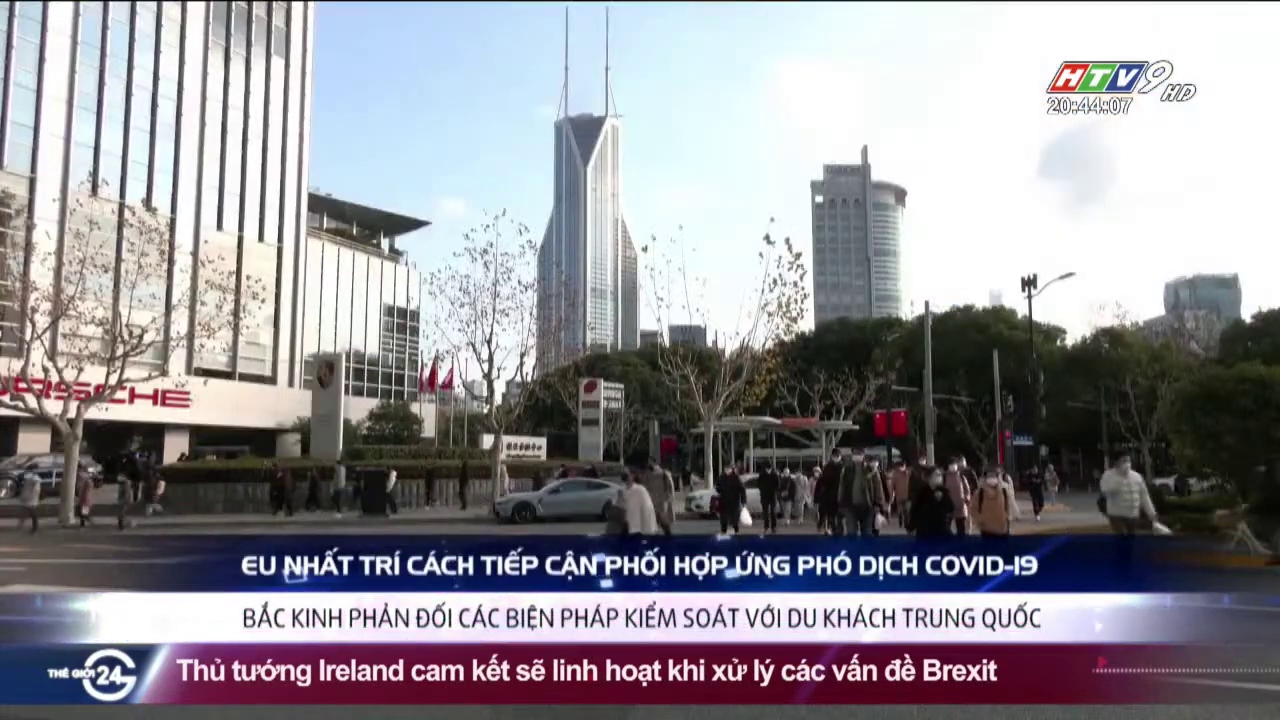 HTV9 HD
20:44:07
PORSCHE
EU NHẤT TRÍ CÁCH TIẾP CẬN PHỐI HỢP ỨNG PHÓ DỊCH COVID-19
BẮC KINH PHẢN ĐỐI CÁC BIỆN PHÁP KIỂM SOÁT VỚI DU KHÁCH TRUNG QUỐC
THẾ GIỚI 24G
Thủ tướng Ireland cam kết sẽ linh hoạt khi xử lý các vấn đề Brexit